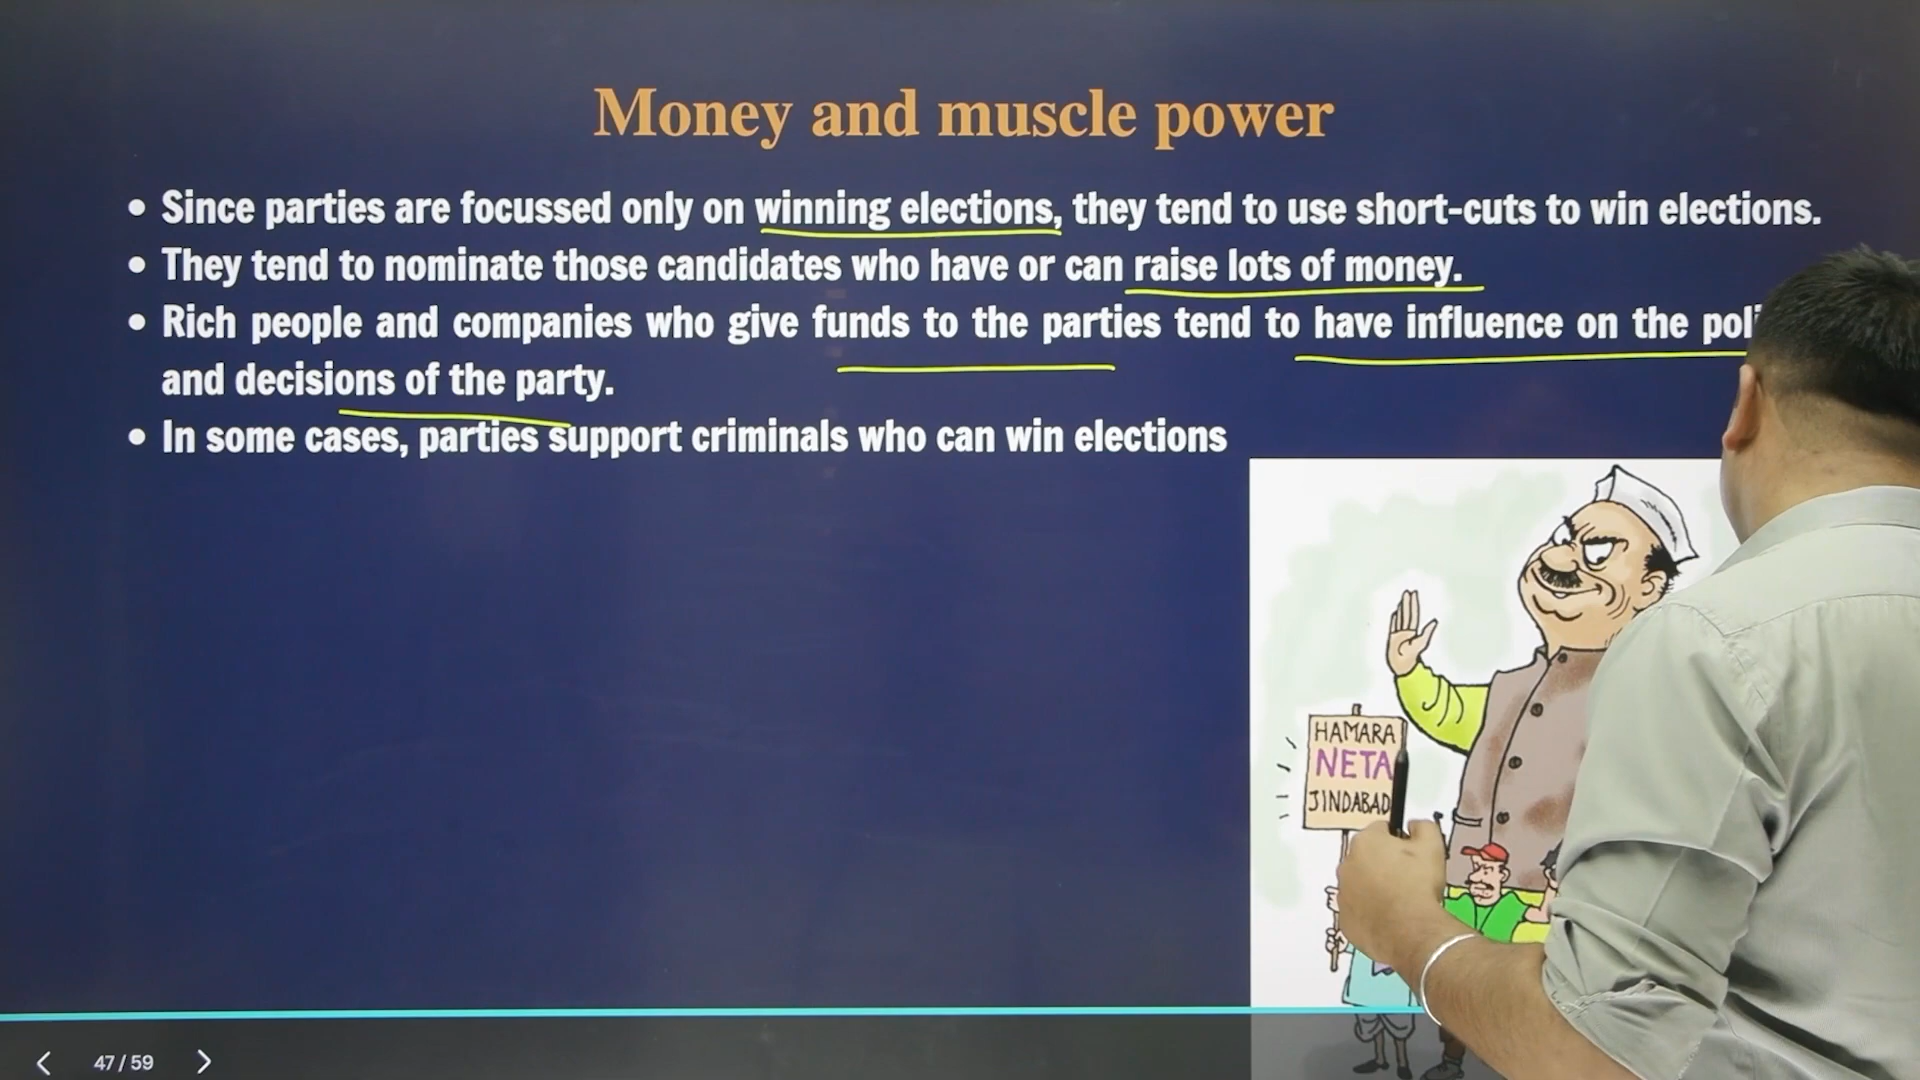 Money and muscle power
• Since parties are focussed only on winning elections, they tend to use short-cuts to win elections.
• They tend to nominate those candidates who have or can raise lots of money.
• Rich people and companies who give funds to the parties tend to have influence on the
and decisions of the party.
• In some cases, parties support criminals who can win elections
HAMARA
NETA
JINDABAD
47 / 59